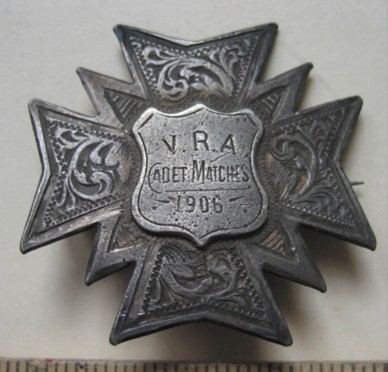 V.R.A
CADET MATCHES
1906